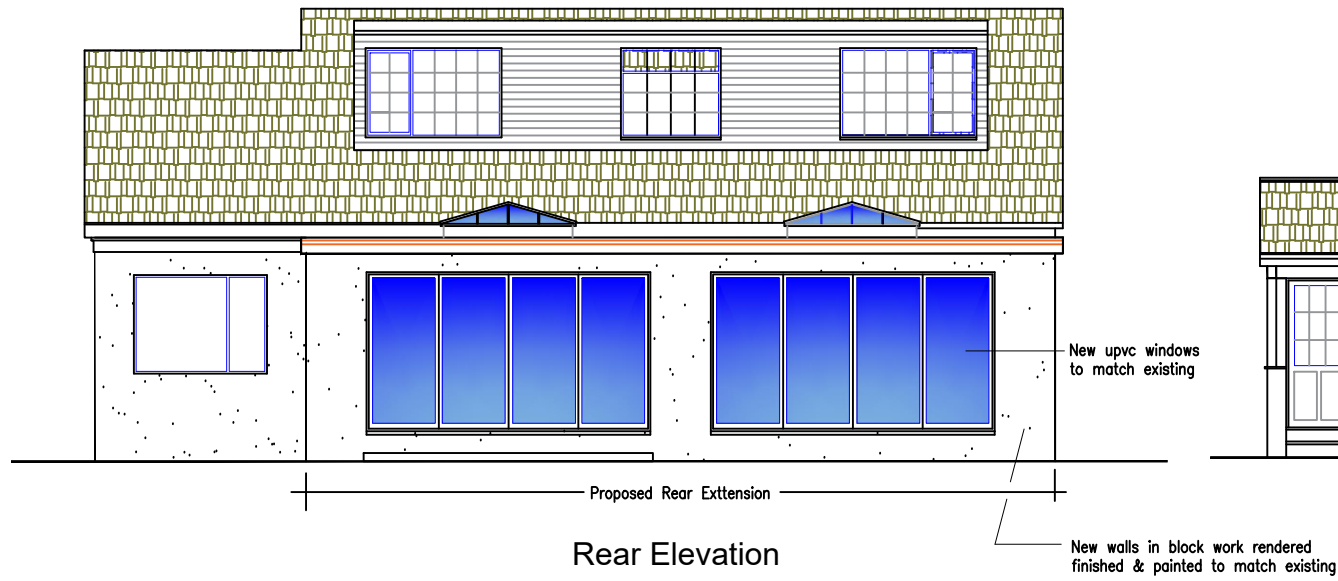 New upvc windows
to match existing
Proposed Rear Exttension
Rear Elevation
New walls in block work rendered
finished & painted to match existing